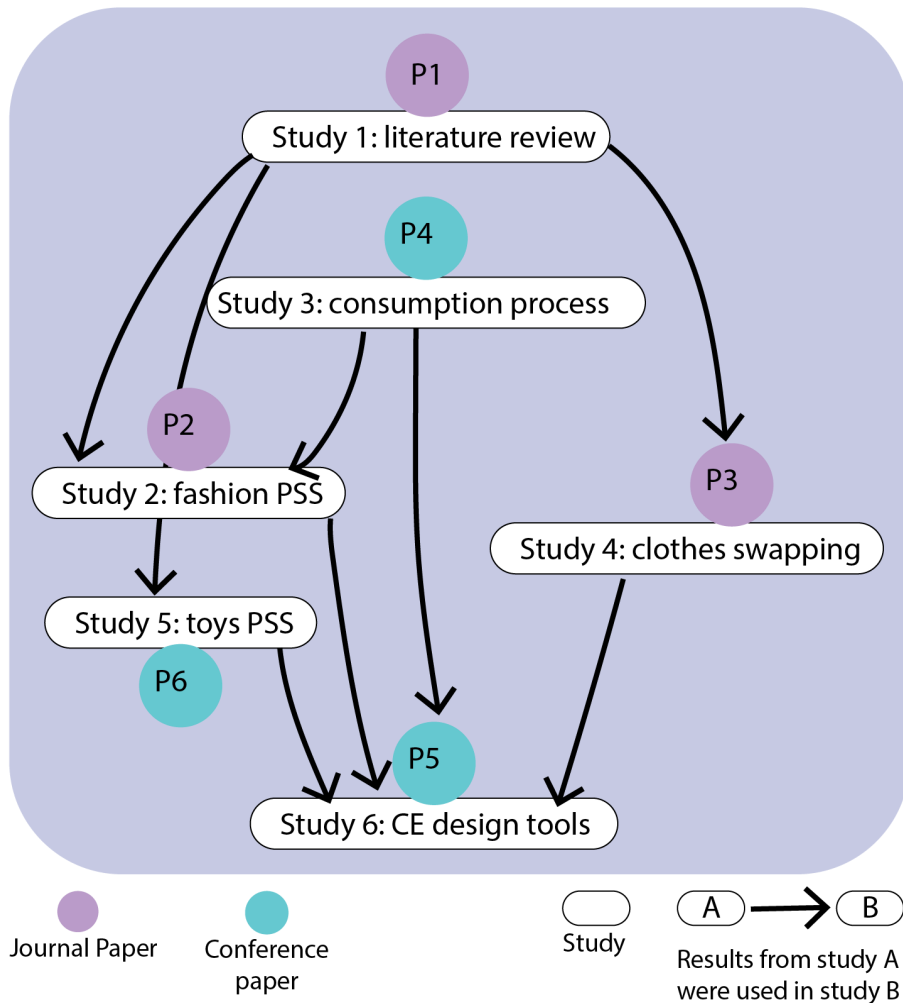 P1
Study 1: literature review
P4
Study 3: consumption process
P2
Study 2: fashion PSS
P3
Study 4: clothes swapping
Study 5: toys PSS
P6
P5
Study 6: CE design tools
Journal Paper
Conference
paper
Study
A
B
Results from study A
were used in study B